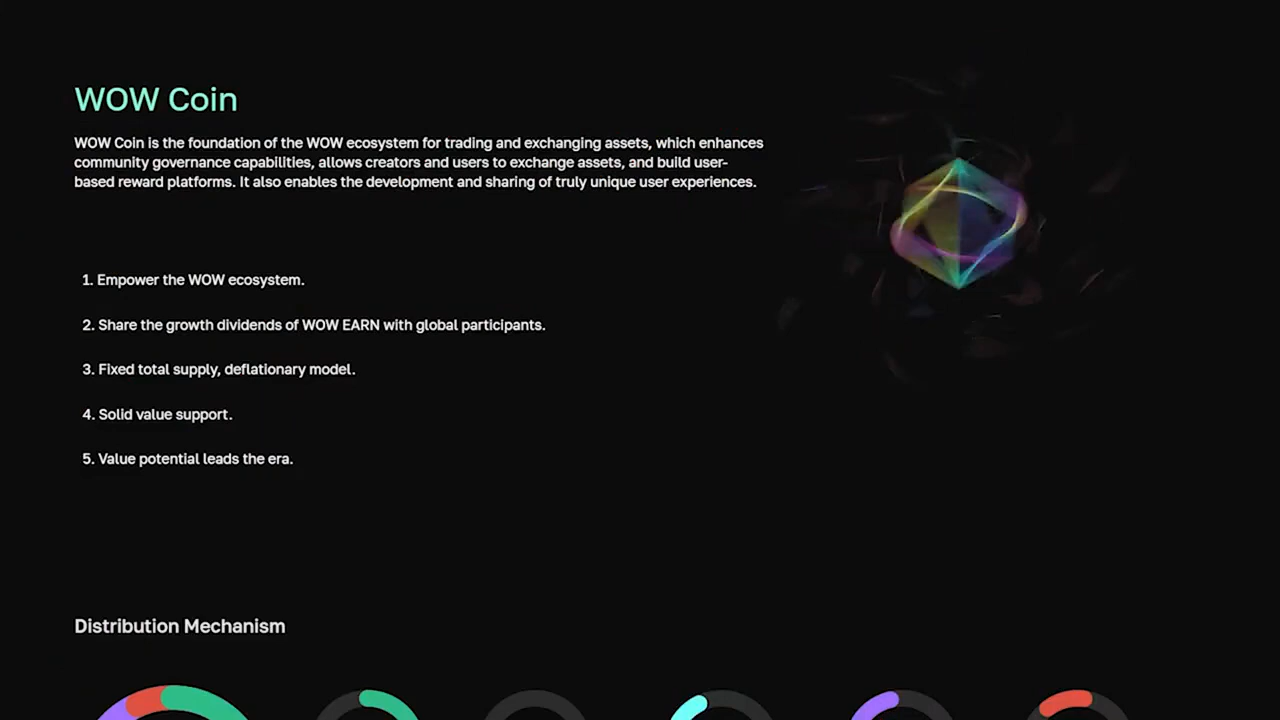 WOW Coin
WOW Coin is the foundation of the WOW ecosystem for trading and exchanging assets, which enhances
community governance capabilities, allows creators and users to exchange assets, and build user-
based reward platforms. It also enables the development and sharing of truly unique user experiences.
1. Empower the WOW ecosystem.
2. Share the growth dividends of WOW EARN with global participants.
3. Fixed total supply, deflationary model.
4. Solid value support.
5. Value potential leads the era.
Distribution Mechanism